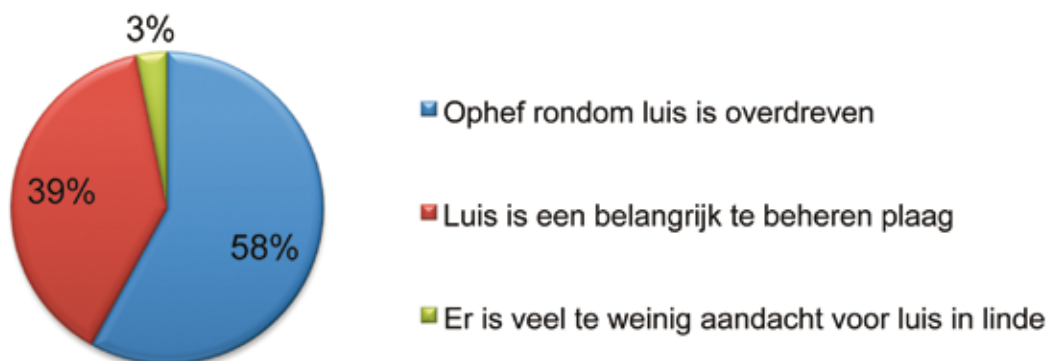 3%
39%
58%
Ophef rondom luis is overdreven
Luis is een belangrijk te beheren plaag
Er is veel te weinig aandacht voor luis in linde